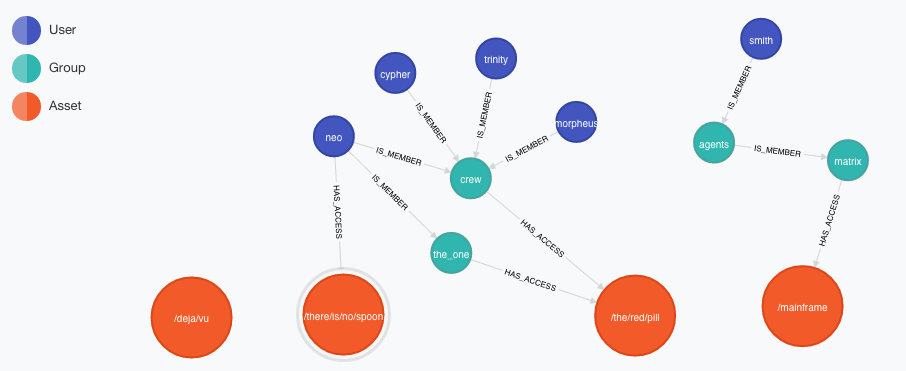 User
Group
Asset
cypher
trinity
smith
neo
morpheus
IS_MEMBER
IS_MEMBER
IS_MEMBER
IS_MEMBER
IS_MEMBER
agents
IS_MEMBER
matrix
crew
IS_MEMBER
HAS_ACCESS
HAS_ACCESS
HAS_ACCESS
the_one
HAS_ACCESS
/deja/vu
/there/is/no/spoon
/the/red/pill
/mainframe